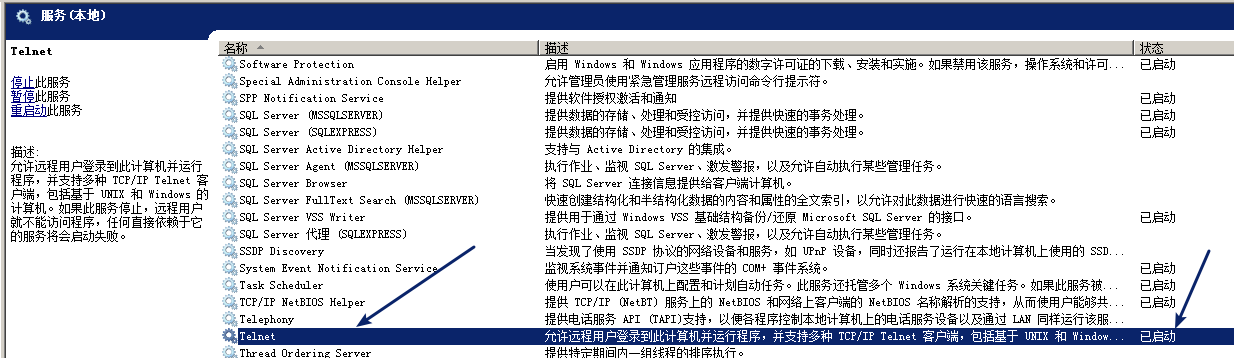 服务(本地)
Telnet
停止此服务
暂停此服务
重启动此服务
描述:
允许远程用户登录到此计算机并运行
程序，并支持多种 TCP/IP Telnet 客
户端，包括基于 UNIX 和 Windows 的
计算机。如果此服务停止，远程用户
就不能访问程序，任何直接依赖于它
的服务将会启动失败。
名称 描述 状态
Software Protection 启用 Windows 和 Windows 应用程序的数字许可证的下载、安装和实施。如果禁用该服务，操作系统和许可... 已启动
Special Administration Console Helper 允许管理员使用紧急管理服务远程访问命令行提示符。
SPP Notification Service 提供软件授权激活和通知 已启动
SQL Server (MSSQLSERVER) 提供数据的存储、处理和受控访问，并提供快速的事务处理。 已启动
SQL Server (SQLEXPRESS) 提供数据的存储、处理和受控访问，并提供快速的事务处理。 已启动
SQL Server Active Directory Helper 支持与 Active Directory 的集成。
SQL Server Agent (MSSQLSERVER) 执行作业、监视 SQL Server、激发警报，以及允许自动执行某些管理任务。
SQL Server Browser 将 SQL Server 连接信息提供给客户端计算机。
SQL Server FullText Search (MSSQLSERVER) 快速创建结构化和半结构化数据的内容和属性的全文索引，以允许对此数据进行快速的语言搜索。
SQL Server VSS Writer 提供用于通过 Windows VSS 基础结构备份/还原 Microsoft SQL Server 的接口。 已启动
SQL Server 代理 (SQLEXPRESS) 执行作业、监视 SQL Server、激发警报，以及允许自动执行某些管理任务。
SSDP Discovery 当发现了使用 SSDP 协议的网络设备和服务，如 UPnP 设备，同时还报告了运行在本地计算机上使用的 SSD...
System Event Notification Service 监视系统事件并通知订户这些事件的 COM+ 事件系统。 已启动
Task Scheduler 使用户可以在此计算机上配置和计划自动任务。此服务还托管多个 Windows 系统关键任务。如果此服务被... 已启动
TCP/IP NetBIOS Helper 提供 TCP/IP (NetBT) 服务上的 NetBIOS 和网络上客户端的 NetBIOS 名称解析的支持，从而使用户能够共... 已启动
Telephony 提供电话服务 API (TAPI)支持，以便各程序控制本地计算机上的电话服务设备以及通过 LAN 同样运行该服...
Telnet 允许远程用户登录到此计算机并运行程序，并支持多种 TCP/IP Telnet 客户端，包括基于 UNIX 和 Window... 已启动
Thread Ordering Server 提供特定期间内一组线程的排序执行。